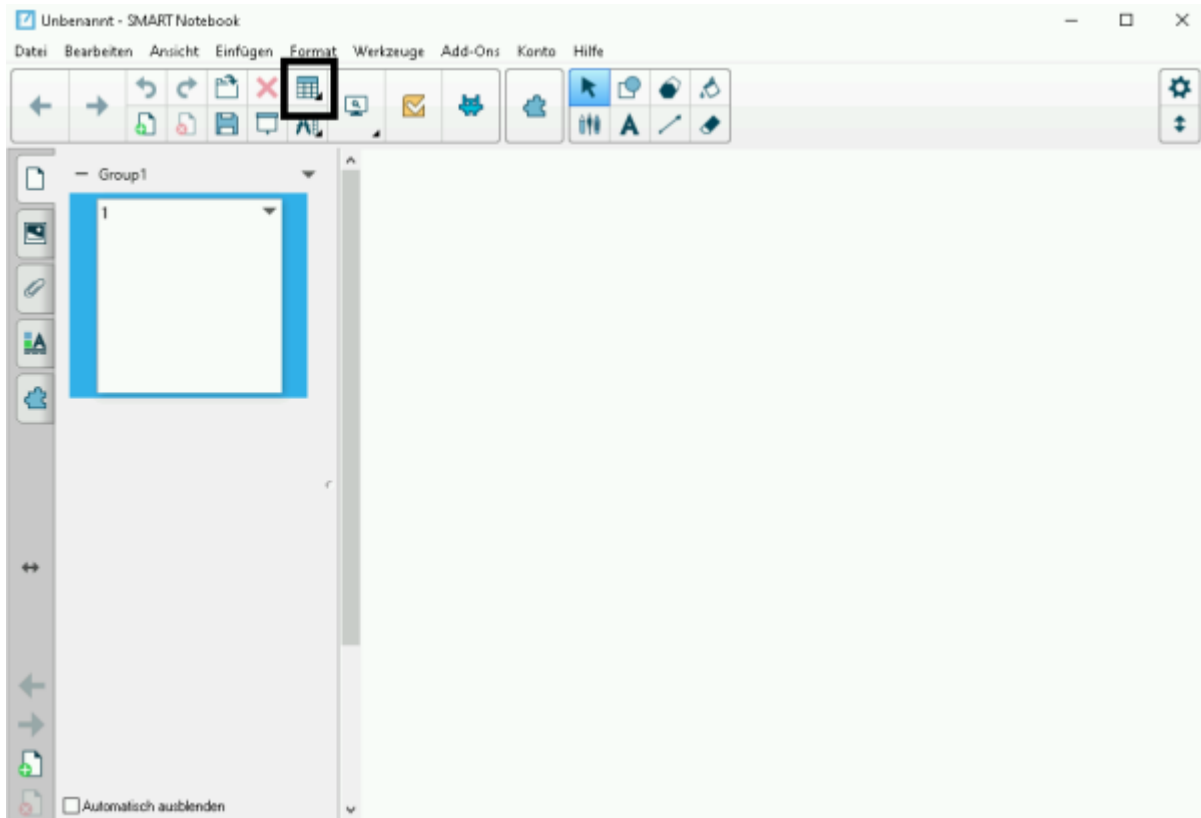 Unbenannt - SMART Notebook
Datei Bearbeiten Ansicht Einfügen Format Werkzeuge Add-Ons Konto Hilfe
Group1
1
Automatisch ausblenden